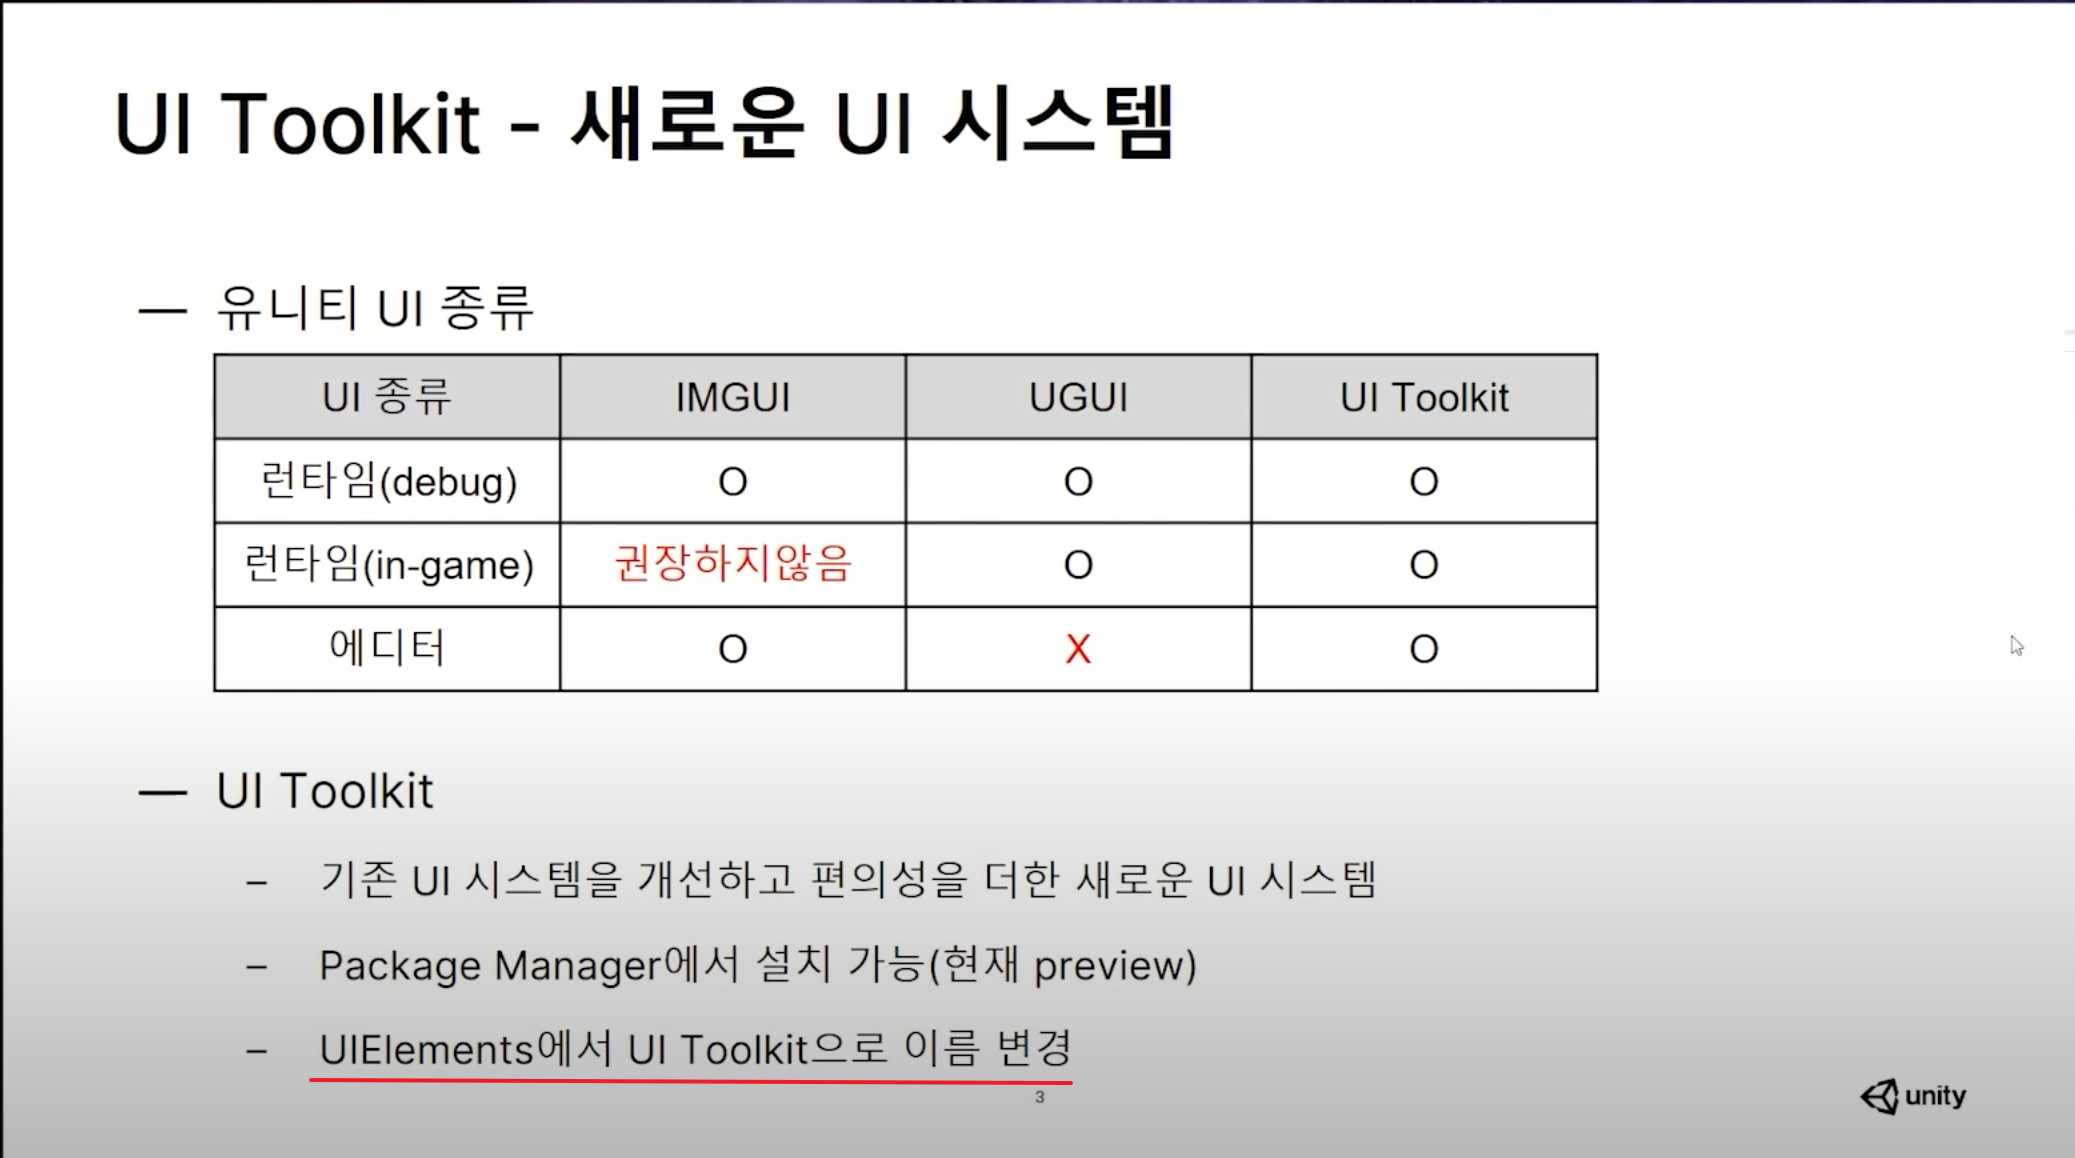 UI Toolkit - 새로운 UI 시스템
— 유니티 UI 종류
UI 종류 IMGUI UGUI UI Toolkit
런타임(debug) O O O
런타임(in-game) 권장하지않음 O O
에디터 O X O
— UI Toolkit
– 기존 UI 시스템을 개선하고 편의성을 더한 새로운 UI 시스템
– Package Manager에서 설치 가능(현재 preview)
– UIElements에서 UI Toolkit으로 이름 변경
3
unity